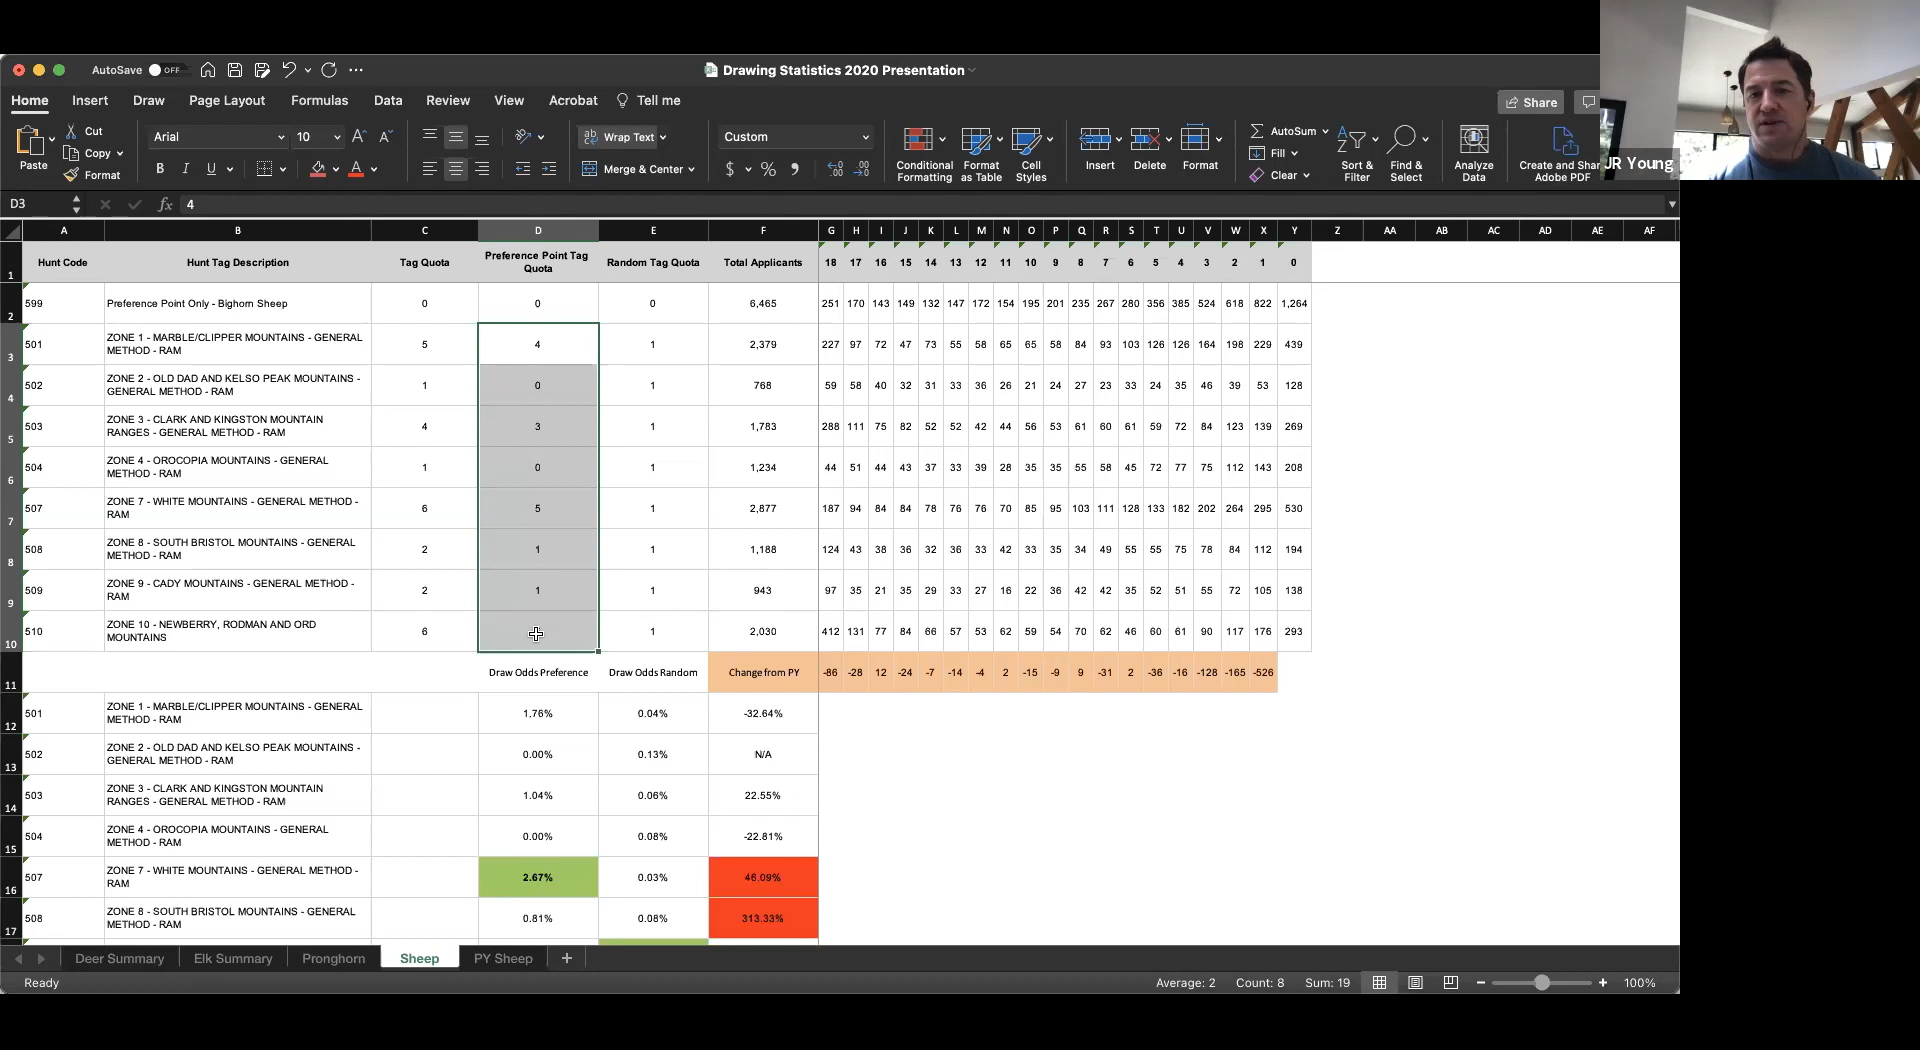 AutoSave OFF
Drawing Statistics 2020 Presentation
Home Insert Draw Page Layout Formulas Data Review View Acrobat Tell me
Share
Paste
Cut
Copy
Format
Arial 10
B I U
Wrap Text
Merge & Center
Custom
$ % ,
Conditional Formatting
Format as Table
Cell Styles
Insert
Delete
Format
AutoSum
Fill
Clear
Sort & Filter
Find & Select
Analyze Data
Create and Shar
Adobe PDF
JR Young
D3 fx 4
A B C D E F G H I J K L M N O P Q R S T U V W X Y Z AA AB AC AD AE AF
1 Hunt Code Hunt Tag Description Tag Quota Preference Point Tag Quota Random Tag Quota Total Applicants 18 17 16 15 14 13 12 11 10 9 8 7 6 5 4 3 2 1 0
2 599 Preference Point Only - Bighorn Sheep 0 0 0 6,465 251 170 143 149 132 147 172 154 195 201 235 267 280 356 385 524 618 822 1,264
3 501 ZONE 1 - MARBLE/CLIPPER MOUNTAINS - GENERAL METHOD - RAM 5 4 1 2,379 227 97 72 47 73 55 58 65 65 58 84 93 103 126 126 164 198 229 439
4 502 ZONE 2 - OLD DAD AND KELSO PEAK MOUNTAINS - GENERAL METHOD - RAM 1 0 1 768 59 58 40 32 31 33 36 26 21 24 27 23 33 24 35 46 39 53 128
5 503 ZONE 3 - CLARK AND KINGSTON MOUNTAIN RANGES - GENERAL METHOD - RAM 4 3 1 1,783 288 111 75 82 52 52 42 44 56 53 61 60 61 59 72 84 123 139 269
6 504 ZONE 4 - OROCOPIA MOUNTAINS - GENERAL METHOD - RAM 1 0 1 1,234 44 51 44 43 37 33 39 28 35 35 55 58 45 72 77 75 112 143 208
7 507 ZONE 7 - WHITE MOUNTAINS - GENERAL METHOD - RAM 6 5 1 2,877 187 94 84 84 78 76 76 70 85 95 103 111 128 133 182 202 264 295 530
8 508 ZONE 8 - SOUTH BRISTOL MOUNTAINS - GENERAL METHOD - RAM 2 1 1 1,188 124 43 38 36 32 36 33 42 33 35 34 49 55 55 75 78 84 112 194
9 509 ZONE 9 - CADY MOUNTAINS - GENERAL METHOD - RAM 2 1 1 943 97 35 21 35 29 33 27 16 22 36 42 42 35 52 51 55 72 105 138
10 510 ZONE 10 - NEWBERRY, RODMAN AND ORD MOUNTAINS 6 1 2,030 412 131 77 84 66 57 53 62 59 54 70 62 46 60 61 90 117 176 293
11 Draw Odds Preference Draw Odds Random Change from PY -86 -28 12 -24 -7 -14 -4 2 -15 -9 9 -31 2 -36 -16 -128 -165 -526
12 501 ZONE 1 - MARBLE/CLIPPER MOUNTAINS - GENERAL METHOD - RAM 1.76% 0.04% -32.64%
13 502 ZONE 2 - OLD DAD AND KELSO PEAK MOUNTAINS - GENERAL METHOD - RAM 0.00% 0.13% N/A
14 503 ZONE 3 - CLARK AND KINGSTON MOUNTAIN RANGES - GENERAL METHOD - RAM 1.04% 0.06% 22.55%
15 504 ZONE 4 - OROCOPIA MOUNTAINS - GENERAL METHOD - RAM 0.00% 0.08% -22.81%
16 507 ZONE 7 - WHITE MOUNTAINS - GENERAL METHOD - RAM 2.67% 0.03% 46.09%
17 508 ZONE 8 - SOUTH BRISTOL MOUNTAINS - GENERAL METHOD - RAM 0.81% 0.08% 313.33%
Deer Summary Elk Summary Pronghorn Sheep PY Sheep +
Ready Average: 2 Count: 8 Sum: 19 100%